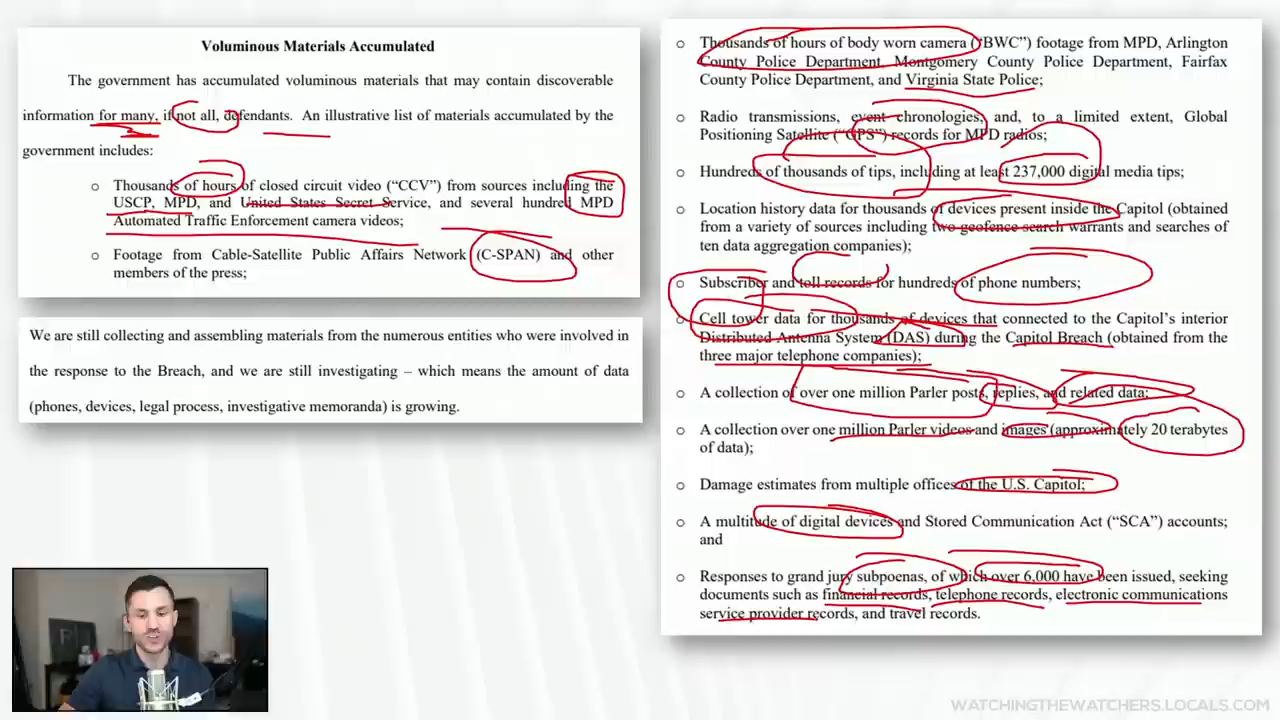 Voluminous Materials Accumulated
The government has accumulated voluminous materials that may contain discoverable
information for many, if not all, defendants. An illustrative list of materials accumulated by the
government includes:
o Thousands of hours of closed circuit video (“CCV”) from sources including the
USCP, MPD, and United States Secret Service, and several hundred MPD
Automated Traffic Enforcement camera videos;
o Footage from Cable-Satellite Public Affairs Network (C-SPAN) and other
members of the press;
We are still collecting and assembling materials from the numerous entities who were involved in
the response to the Breach, and we are still investigating – which means the amount of data
(phones, devices, legal process, investigative memoranda) is growing.
o Thousands of hours of body worn camera (“BWC”) footage from MPD, Arlington
County Police Department, Montgomery County Police Department, Fairfax
County Police Department, and Virginia State Police;
o Radio transmissions, event chronologies, and, to a limited extent, Global
Positioning Satellite (“GPS”) records for MPD radios;
o Hundreds of thousands of tips, including at least 237,000 digital media tips;
o Location history data for thousands of devices present inside the Capitol (obtained
from a variety of sources including two geofence search warrants and searches of
ten data aggregation companies);
o Subscriber and toll records for hundreds of phone numbers;
o Cell tower data for thousands of devices that connected to the Capitol’s interior
Distributed Antenna System (DAS) during the Capitol Breach (obtained from the
three major telephone companies);
o A collection of over one million Parler posts, replies, and related data;
o A collection over one million Parler videos and images (approximately 20 terabytes
of data);
o Damage estimates from multiple offices of the U.S. Capitol;
o A multitude of digital devices and Stored Communication Act (“SCA”) accounts;
and
o Responses to grand jury subpoenas, of which over 6,000 have been issued, seeking
documents such as financial records, telephone records, electronic communications
service provider records, and travel records.
WATCHINGTHEWATCHERS.LOCALS.COM